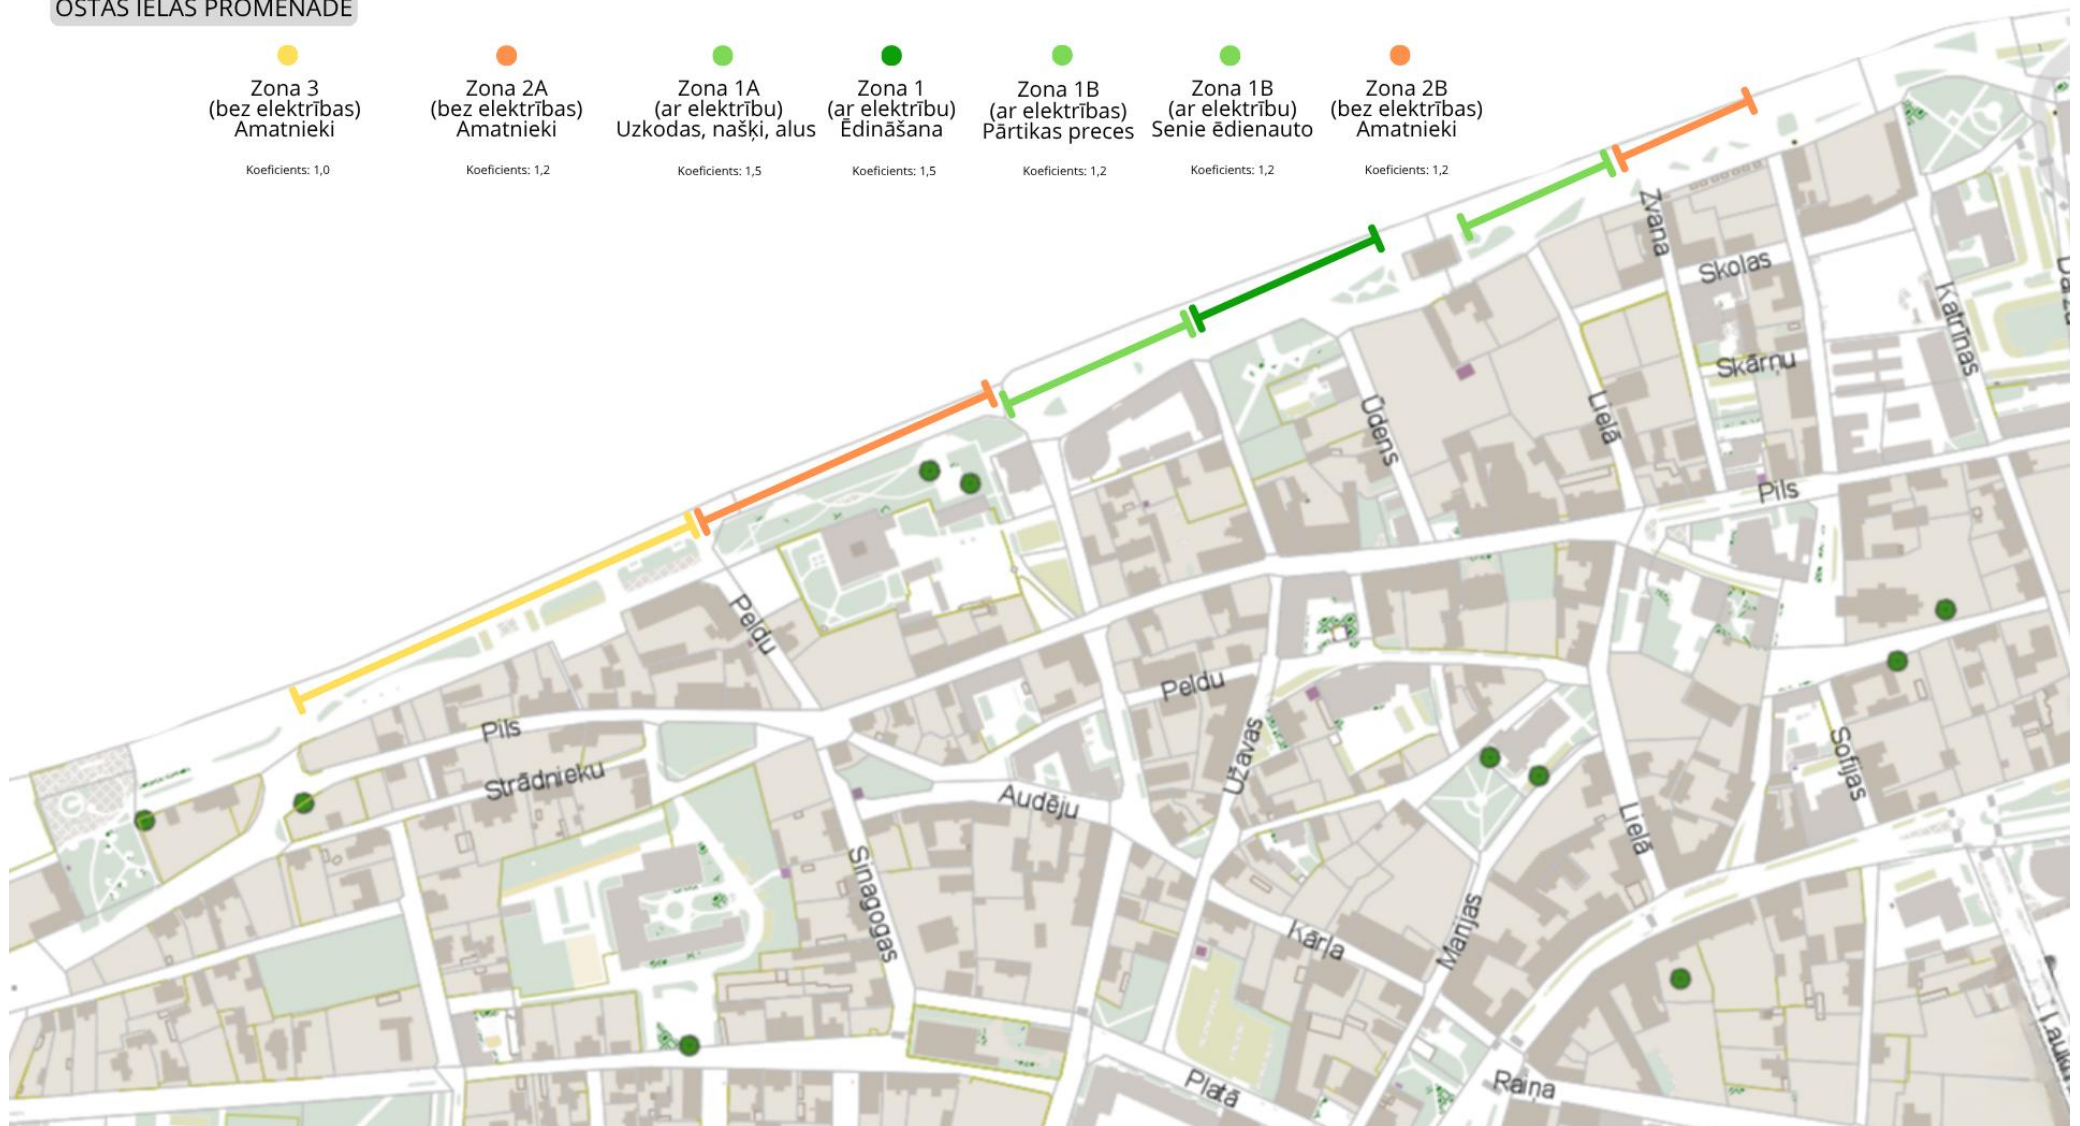 OSTAS IELAS PROMENĀDE
Zona 3
(bez elektrības)
Amatnieki
Koeficients: 1,0
Zona 2A
(bez elektrības)
Amatnieki
Koeficients: 1,2
Zona 1A
(ar elektrību)
Uzkodas, našķi, alus
Koeficients: 1,5
Zona 1
(ar elektrību)
Ēdināšana
Koeficients: 1,5
Zona 1B
(ar elektrības)
Pārtikas preces
Koeficients: 1,2
Zona 1B
(ar elektrību)
Senie ēdienauto
Koeficients: 1,2
Zona 2B
(bez elektrības)
Amatnieki
Koeficients: 1,2
Zvana
Skolas
Katrīnas
Skārņu
Ūdens
Lielā
Pils
Peldu
Peldu
Pils
Strādnieku
Užavas
Audēju
Sofijas
Lielā
Sinagogas
Kārļa
Marijas
Platā
Raiņa